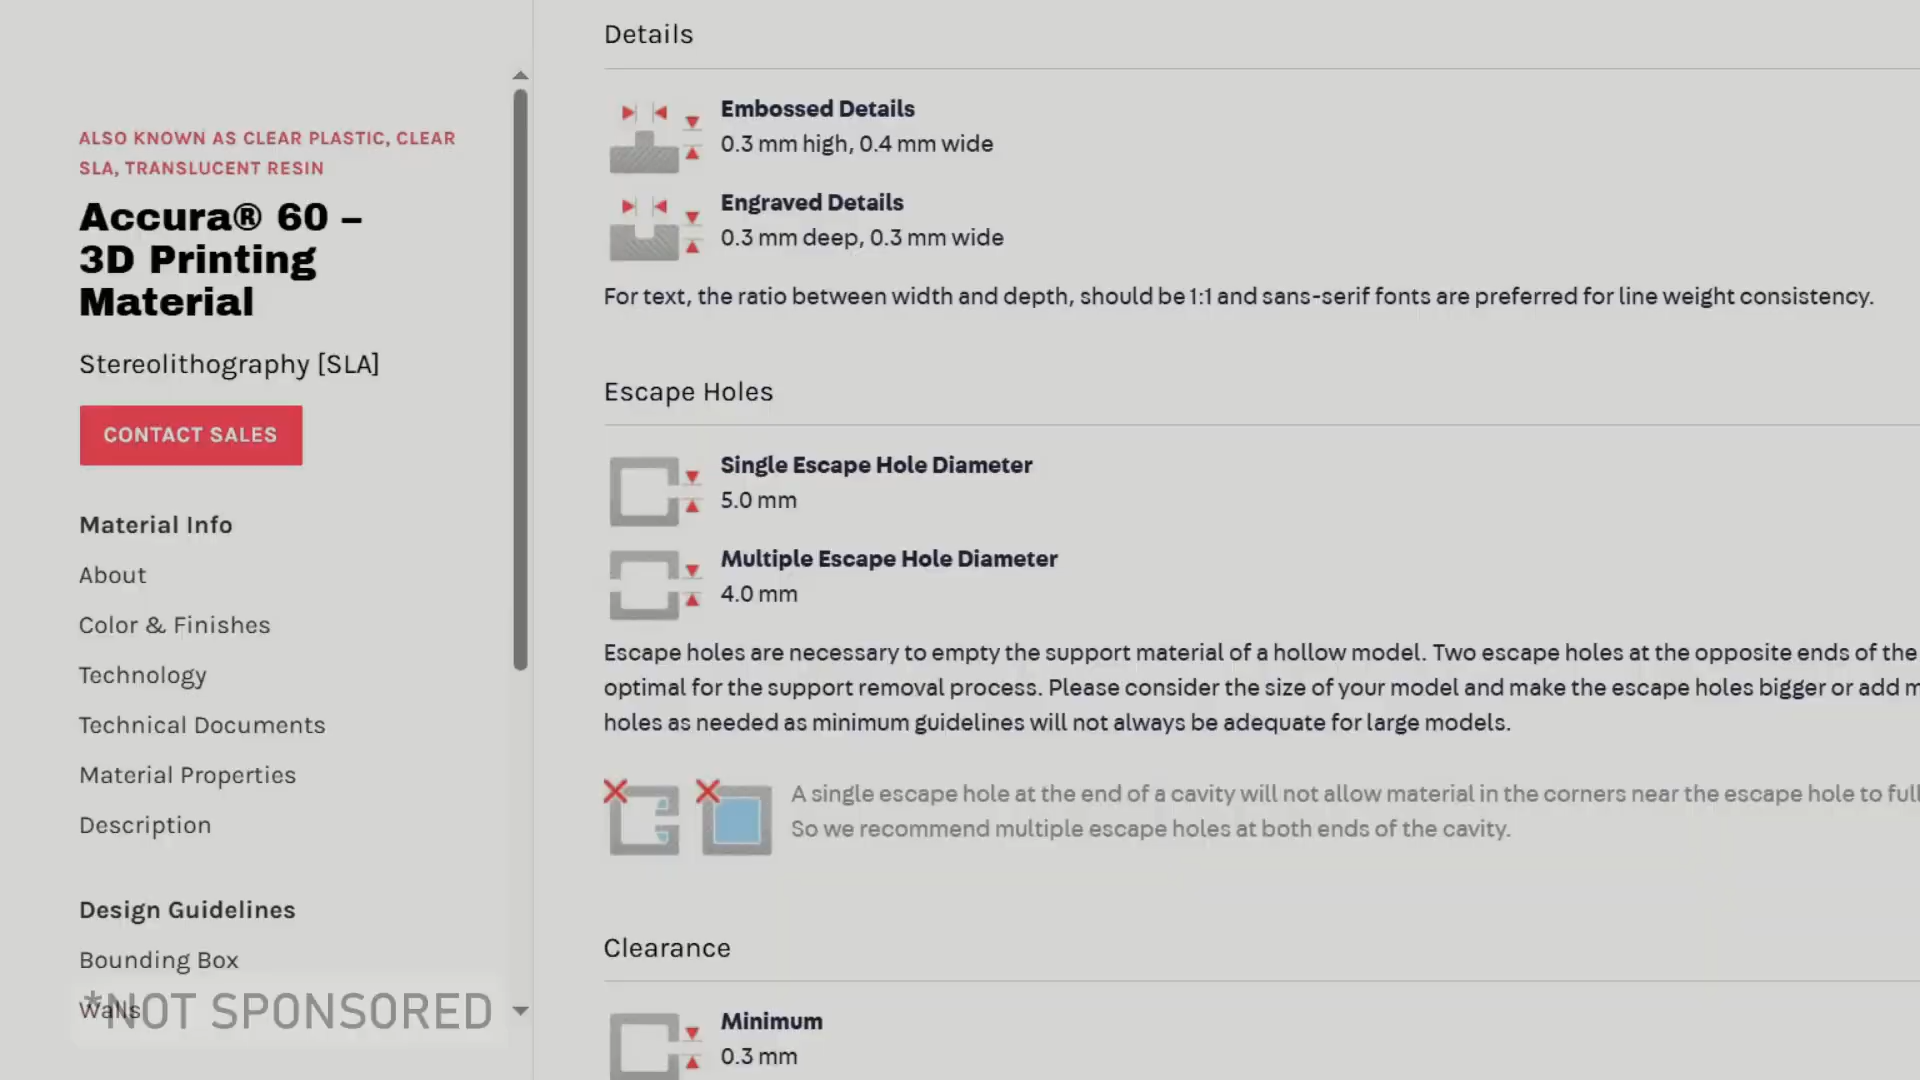 ALSO KNOWN AS CLEAR PLASTIC, CLEAR
SLA, TRANSLUCENT RESIN
Accura® 60 –
3D Printing
Material
Stereolithography [SLA]
CONTACT SALES
Material Info
About
Color & Finishes
Technology
Technical Documents
Material Properties
Description
Design Guidelines
Bounding Box
Walls
*NOT SPONSORED
Details
Embossed Details
0.3 mm high, 0.4 mm wide
Engraved Details
0.3 mm deep, 0.3 mm wide
For text, the ratio between width and depth, should be 1:1 and sans-serif fonts are preferred for line weight consistency.
Escape Holes
Single Escape Hole Diameter
5.0 mm
Multiple Escape Hole Diameter
4.0 mm
Escape holes are necessary to empty the support material of a hollow model. Two escape holes at the opposite ends of the
optimal for the support removal process. Please consider the size of your model and make the escape holes bigger or add
holes as needed as minimum guidelines will not always be adequate for large models.
A single escape hole at the end of a cavity will not allow material in the corners near the escape hole to
So we recommend multiple escape holes at both ends of the cavity.
Clearance
Minimum
0.3 mm